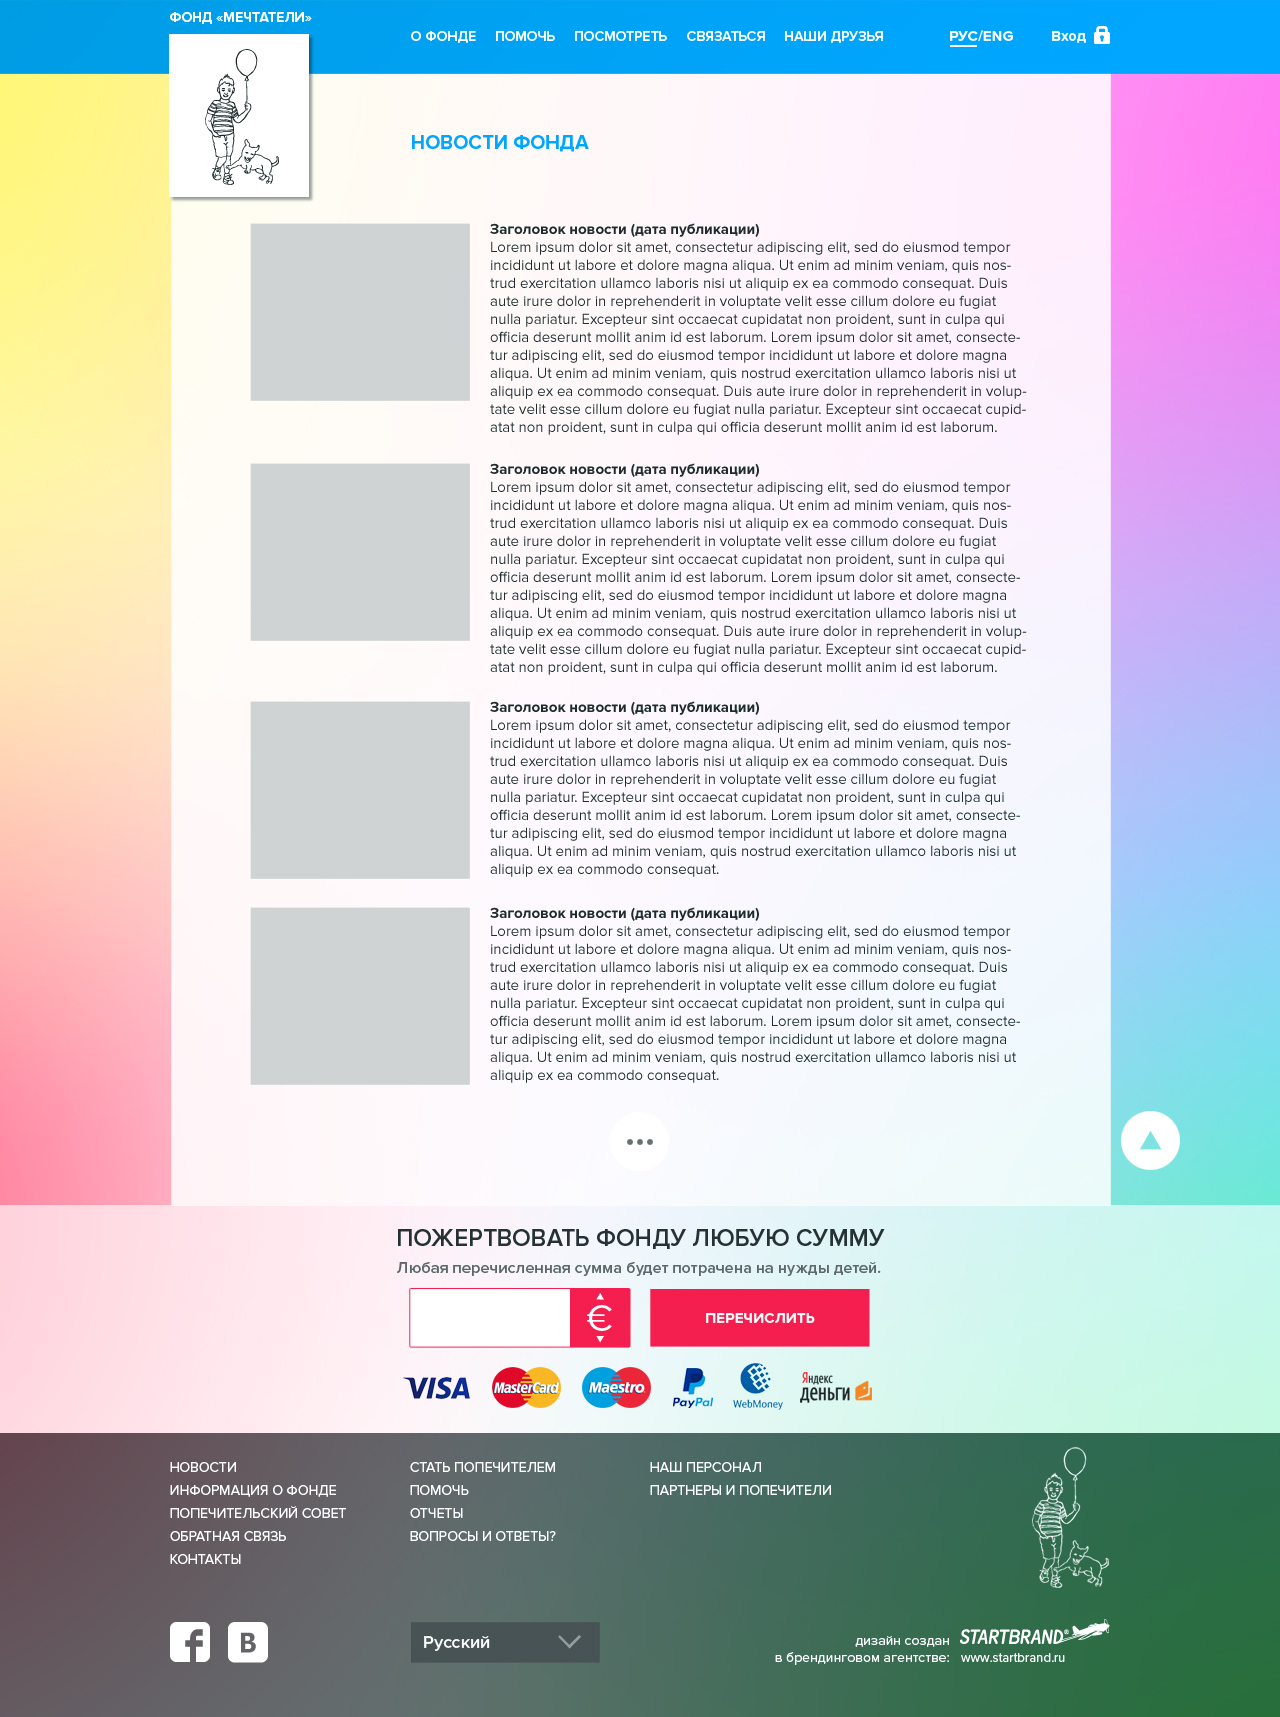 ФОНД «МЕЧТАТЕЛИ»
О ФОНДЕ ПОМОЧЬ ПОСМОТРЕТЬ СВЯЗАТЬСЯ НАШИ ДРУЗЬЯ РУС/ENG Вход
НОВОСТИ ФОНДА
Заголовок новости (дата публикации)
Lorem ipsum dolor sit amet, consectetur adipiscing elit, sed do eiusmod tempor
incididunt ut labore et dolore magna aliqua. Ut enim ad minim veniam, quis nos-
trud exercitation ullamco laboris nisi ut aliquip ex ea commodo consequat. Duis
aute irure dolor in reprehenderit in voluptate velit esse cillum dolore eu fugiat
nulla pariatur. Excepteur sint occaecat cupidatat non proident, sunt in culpa qui
officia deserunt mollit anim id est laborum. Lorem ipsum dolor sit amet, consecte-
tur adipiscing elit, sed do eiusmod tempor incididunt ut labore et dolore magna
aliqua. Ut enim ad minim veniam, quis nostrud exercitation ullamco laboris nisi ut
aliquip ex ea commodo consequat. Duis aute irure dolor in reprehenderit in volup-
tate velit esse cillum dolore eu fugiat nulla pariatur. Excepteur sint occaecat cupid-
atat non proident, sunt in culpa qui officia deserunt mollit anim id est laborum.
Заголовок новости (дата публикации)
Lorem ipsum dolor sit amet, consectetur adipiscing elit, sed do eiusmod tempor
incididunt ut labore et dolore magna aliqua. Ut enim ad minim veniam, quis nos-
trud exercitation ullamco laboris nisi ut aliquip ex ea commodo consequat. Duis
aute irure dolor in reprehenderit in voluptate velit esse cillum dolore eu fugiat
nulla pariatur. Excepteur sint occaecat cupidatat non proident, sunt in culpa qui
officia deserunt mollit anim id est laborum. Lorem ipsum dolor sit amet, consecte-
tur adipiscing elit, sed do eiusmod tempor incididunt ut labore et dolore magna
aliqua. Ut enim ad minim veniam, quis nostrud exercitation ullamco laboris nisi ut
aliquip ex ea commodo consequat. Duis aute irure dolor in reprehenderit in volup-
tate velit esse cillum dolore eu fugiat nulla pariatur. Excepteur sint occaecat cupid-
atat non proident, sunt in culpa qui officia deserunt mollit anim id est laborum.
Заголовок новости (дата публикации)
Lorem ipsum dolor sit amet, consectetur adipiscing elit, sed do eiusmod tempor
incididunt ut labore et dolore magna aliqua. Ut enim ad minim veniam, quis nos-
trud exercitation ullamco laboris nisi ut aliquip ex ea commodo consequat. Duis
aute irure dolor in reprehenderit in voluptate velit esse cillum dolore eu fugiat
nulla pariatur. Excepteur sint occaecat cupidatat non proident, sunt in culpa qui
officia deserunt mollit anim id est laborum. Lorem ipsum dolor sit amet, consecte-
tur adipiscing elit, sed do eiusmod tempor incididunt ut labore et dolore magna
aliqua. Ut enim ad minim veniam, quis nostrud exercitation ullamco laboris nisi ut
aliquip ex ea commodo consequat.
Заголовок новости (дата публикации)
Lorem ipsum dolor sit amet, consectetur adipiscing elit, sed do eiusmod tempor
incididunt ut labore et dolore magna aliqua. Ut enim ad minim veniam, quis nos-
trud exercitation ullamco laboris nisi ut aliquip ex ea commodo consequat. Duis
aute irure dolor in reprehenderit in voluptate velit esse cillum dolore eu fugiat
nulla pariatur. Excepteur sint occaecat cupidatat non proident, sunt in culpa qui
officia deserunt mollit anim id est laborum. Lorem ipsum dolor sit amet, consecte-
tur adipiscing elit, sed do eiusmod tempor incididunt ut labore et dolore magna
aliqua. Ut enim ad minim veniam, quis nostrud exercitation ullamco laboris nisi ut
aliquip ex ea commodo consequat.
ПОЖЕРТВОВАТЬ ФОНДУ ЛЮБУЮ СУММУ
Любая перечисленная сумма будет потрачена на нужды детей.
€ ПЕРЕЧИСЛИТЬ
VISA MasterCard Maestro PayPal WebMoney Яндекс деньги
НОВОСТИ
ИНФОРМАЦИЯ О ФОНДЕ
ПОПЕЧИТЕЛЬСКИЙ СОВЕТ
ОБРАТНАЯ СВЯЗЬ
КОНТАКТЫ
СТАТЬ ПОПЕЧИТЕЛЕМ
ПОМОЧЬ
ОТЧЕТЫ
ВОПРОСЫ И ОТВЕТЫ?
НАШ ПЕРСОНАЛ
ПАРТНЕРЫ И ПОПЕЧИТЕЛИ
f B Русский
дизайн создан
в брендинговом агентстве:
STARTBRAND®
www.startbrand.ru